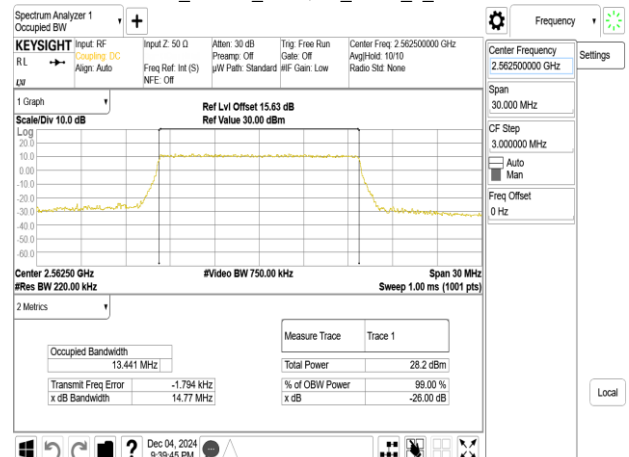 Spectrum Analyzer 1
Occupied BW
Frequency
KEYSIGHT
RL
Input: RF
Coupling: DC
Align: Auto
Input Z: 50 Ω
Freq Ref: Int (S)
NFE: Off
Atten: 30 dB
Preamp: Off
µW Path: Standard
Trig: Free Run
Gate: Off
#IF Gain: Low
Center Freq: 2.562500000 GHz
Avg|Hold: 10/10
Radio Std: None
Center Frequency
2.562500000 GHz
Settings
Span
30.000 MHz
CF Step
3.000000 MHz
Auto
Man
Freq Offset
0 Hz
1 Graph
Scale/Div 10.0 dB
Ref Lvl Offset 15.63 dB
Ref Value 30.00 dBm
Log
20.0
10.0
0.00
-10.0
-20.0
-30.0
-40.0
-50.0
-60.0
Center 2.56250 GHz
#Video BW 750.00 kHz
Span 30 MHz
#Res BW 220.00 kHz
Sweep 1.00 ms (1001 pts)
2 Metrics
Measure Trace Trace 1
Occupied Bandwidth
13.441 MHz
Total Power 28.2 dBm
Transmit Freq Error -1.794 kHz
% of OBW Power 99.00 %
x dB Bandwidth 14.77 MHz
x dB -26.00 dB
Local
Dec 04, 2024
9:39:45 PM